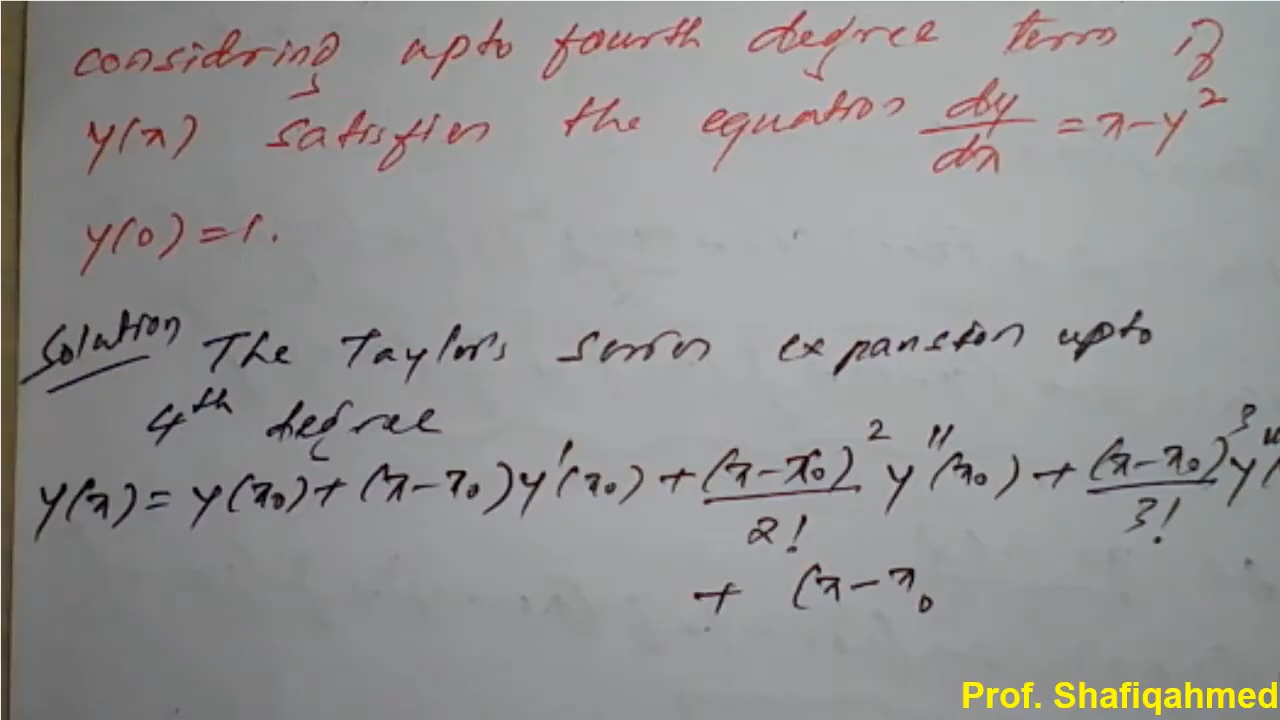 considring upto fourth degree term if
y(x) satisfies the equation dy/dx = x-y²
y(0) = 1.
Solution The Taylor's series expansion upto
4th degree
y(x) = y(x₀) + (x-x₀)y'(x₀) + (x-x₀)²/2! y''(x₀) + (x-x₀)³/3! y'''(
+ (x-x₀
Prof. Shafiqahmed